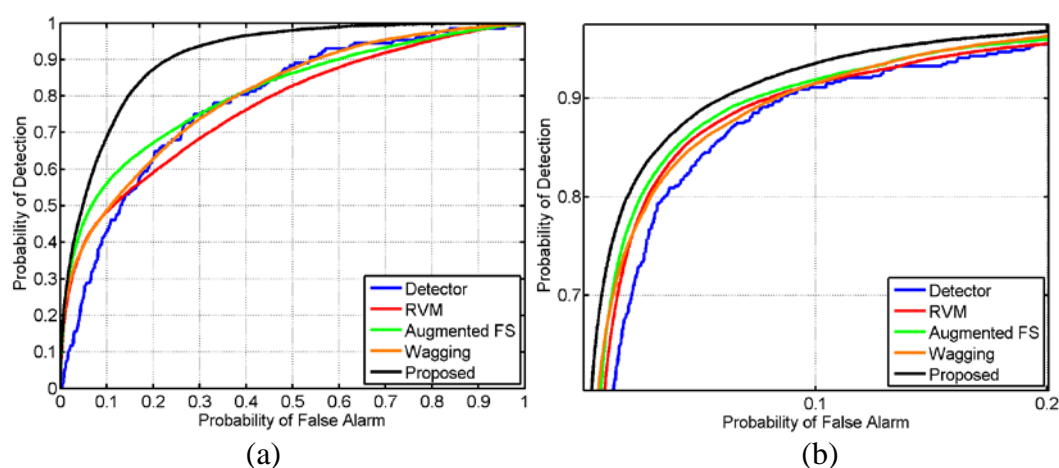 1
0.9
0.8
0.7
0.6
0.5
0.4
0.3
0.2
0.1
0
Probability of Detection
Detector
RVM
Augmented FS
Wagging
Proposed
0 0.1 0.2 0.3 0.4 0.5 0.6 0.7 0.8 0.9 1
Probability of False Alarm
(a)
0.9
0.8
0.7
Probability of Detection
Detector
RVM
Augmented FS
Wagging
Proposed
0.1 0.2
Probability of False Alarm
(b)